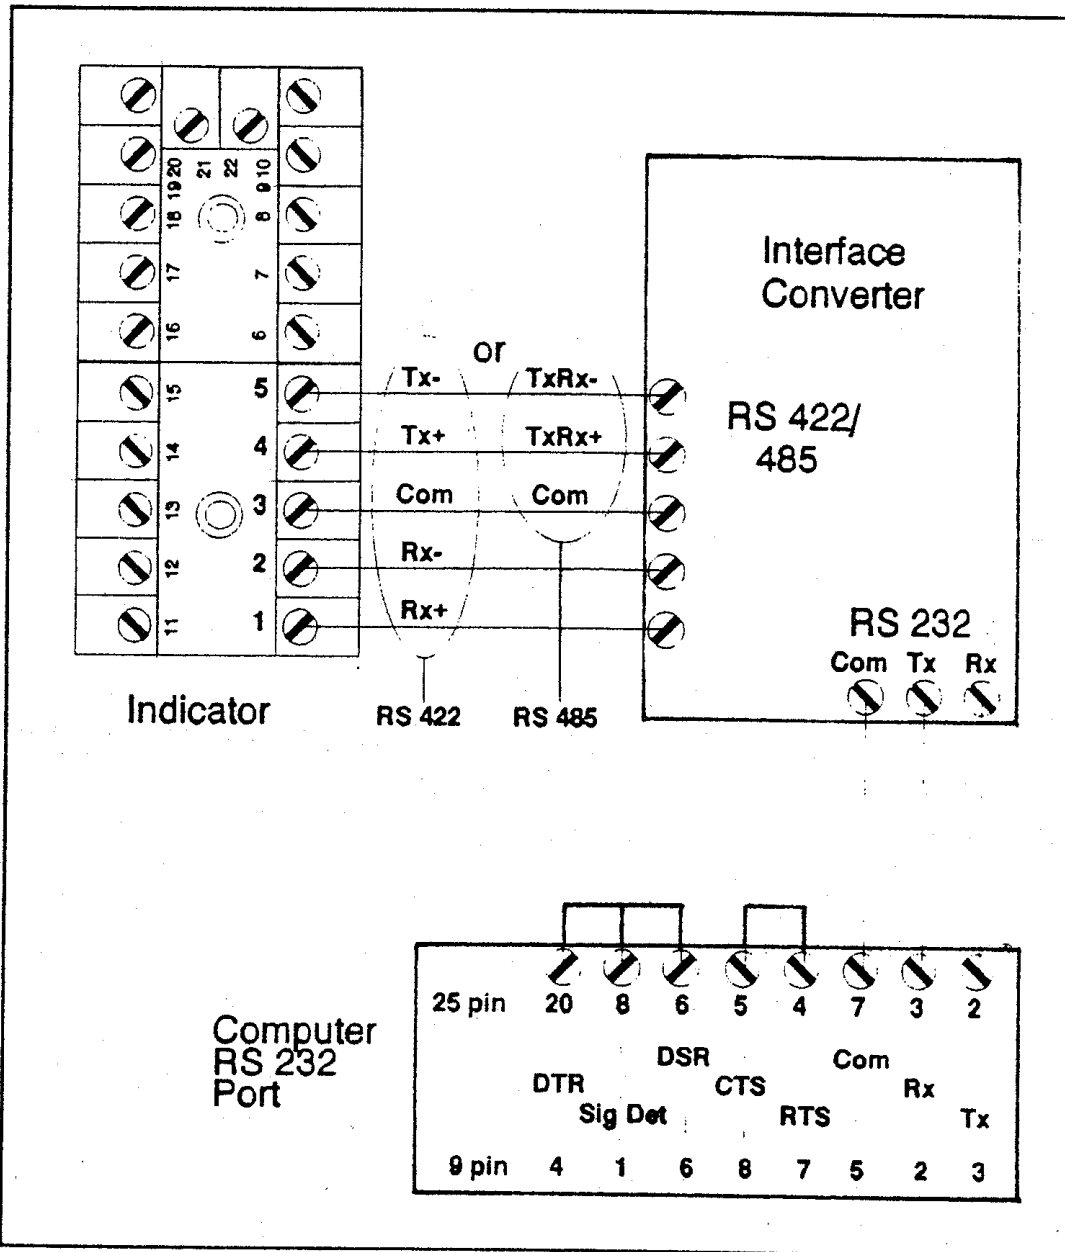 20
21
22
10
19
9
18
8
17
7
16
6
15
5
14
4
13
3
12
2
11
1
Indicator
or
Tx- TxRx-
Tx+ TxRx+
Com Com
Rx-
Rx+
RS 422 RS 485
Interface
Converter
RS 422/
485
RS 232
Com Tx Rx
Computer
RS 232
Port
25 pin 20 8 6 5 4 7 3 2
DSR Com
DTR CTS Rx
Sig Det RTS Tx
9 pin 4 1 6 8 7 5 2 3